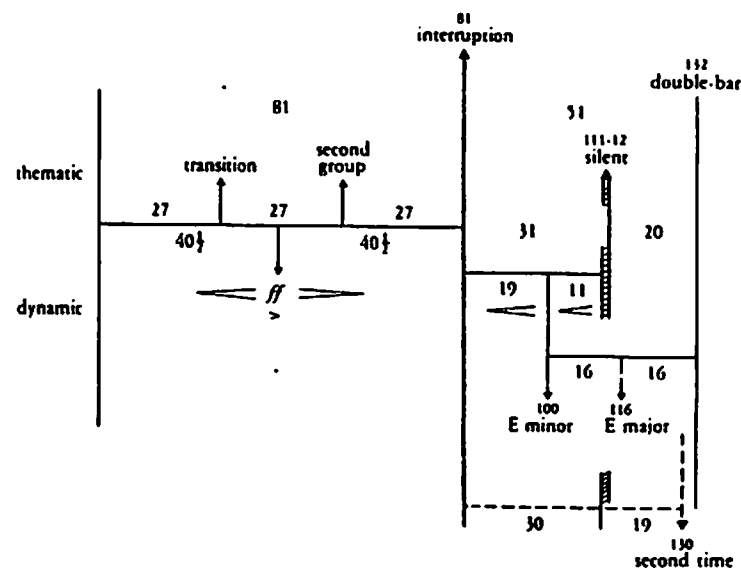 81
interruption
132
double-bar
81
51
111-12
silent
thematic
transition
second
group
27
27
27
31
20
40½
40½
19
11
dynamic
ff
>
16
16
100
E minor
116
E major
30
19
130
second time